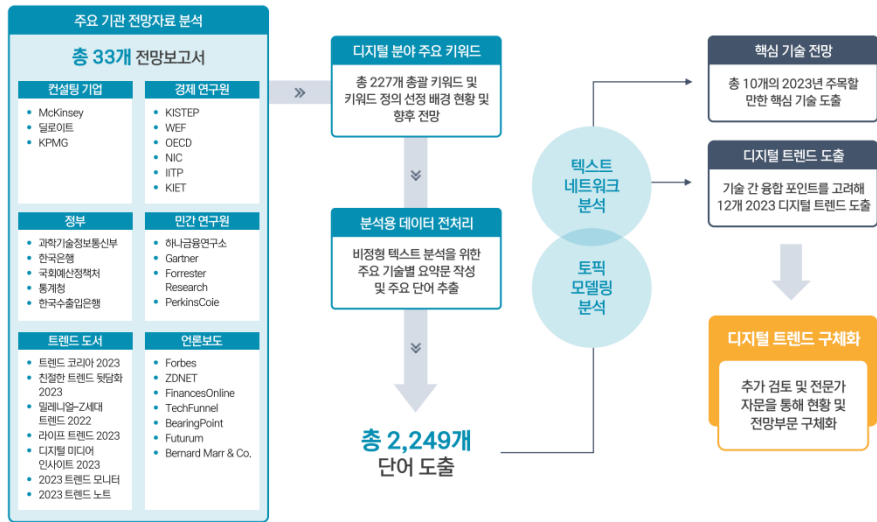 주요 기관 전망자료 분석
총 33개 전망보고서
컨설팅 기업
McKinsey
딜로이트
KPMG
경제 연구원
KISTEP
WEF
OECD
NIC
IITP
KIET
정부
과학기술정보통신부
한국은행
국회예산정책처
통계청
한국수출입은행
민간 연구원
하나금융연구소
Gartner
Forrester
Research
PerkinsCoie
트렌드 도서
트렌드 코리아 2023
친절한 트렌드 뒷담화
2023
밀레니얼-Z세대
트렌드 2022
라이프 트렌드 2023
디지털 미디어
인사이트 2023
2023 트렌드 모니터
2023 트렌드 노트
언론보도
Forbes
ZDNET
FinancesOnline
TechFunnel
BearingPoint
Futurum
Bernard Marr & Co.
디지털 분야 주요 키워드
총 227개 총괄 키워드 및
키워드 정의 선정 배경 현황 및
향후 전망
분석용 데이터 전처리
비정형 텍스트 분석을 위한
주요 기술별 요약문 작성
및 주요 단어 추출
총 2,249개
단어 도출
텍스트
네트워크
분석
토픽
모델링
분석
핵심 기술 전망
총 10개의 2023년 주목할
만한 핵심 기술 도출
디지털 트렌드 도출
기술 간 융합 포인트를 고려해
12개 2023 디지털 트렌드 도출
디지털 트렌드 구체화
추가 검토 및 전문가
자문을 통해 현황 및
전망부문 구체화